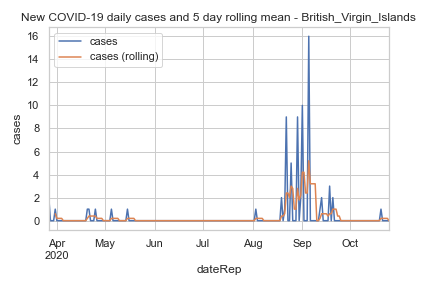 New COVID-19 daily cases and 5 day rolling mean - British_Virgin_Islands
cases
cases (rolling)
16
14
12
10
8
6
4
2
0
cases
Apr
2020
May
Jun
Jul
Aug
Sep
Oct
dateRep